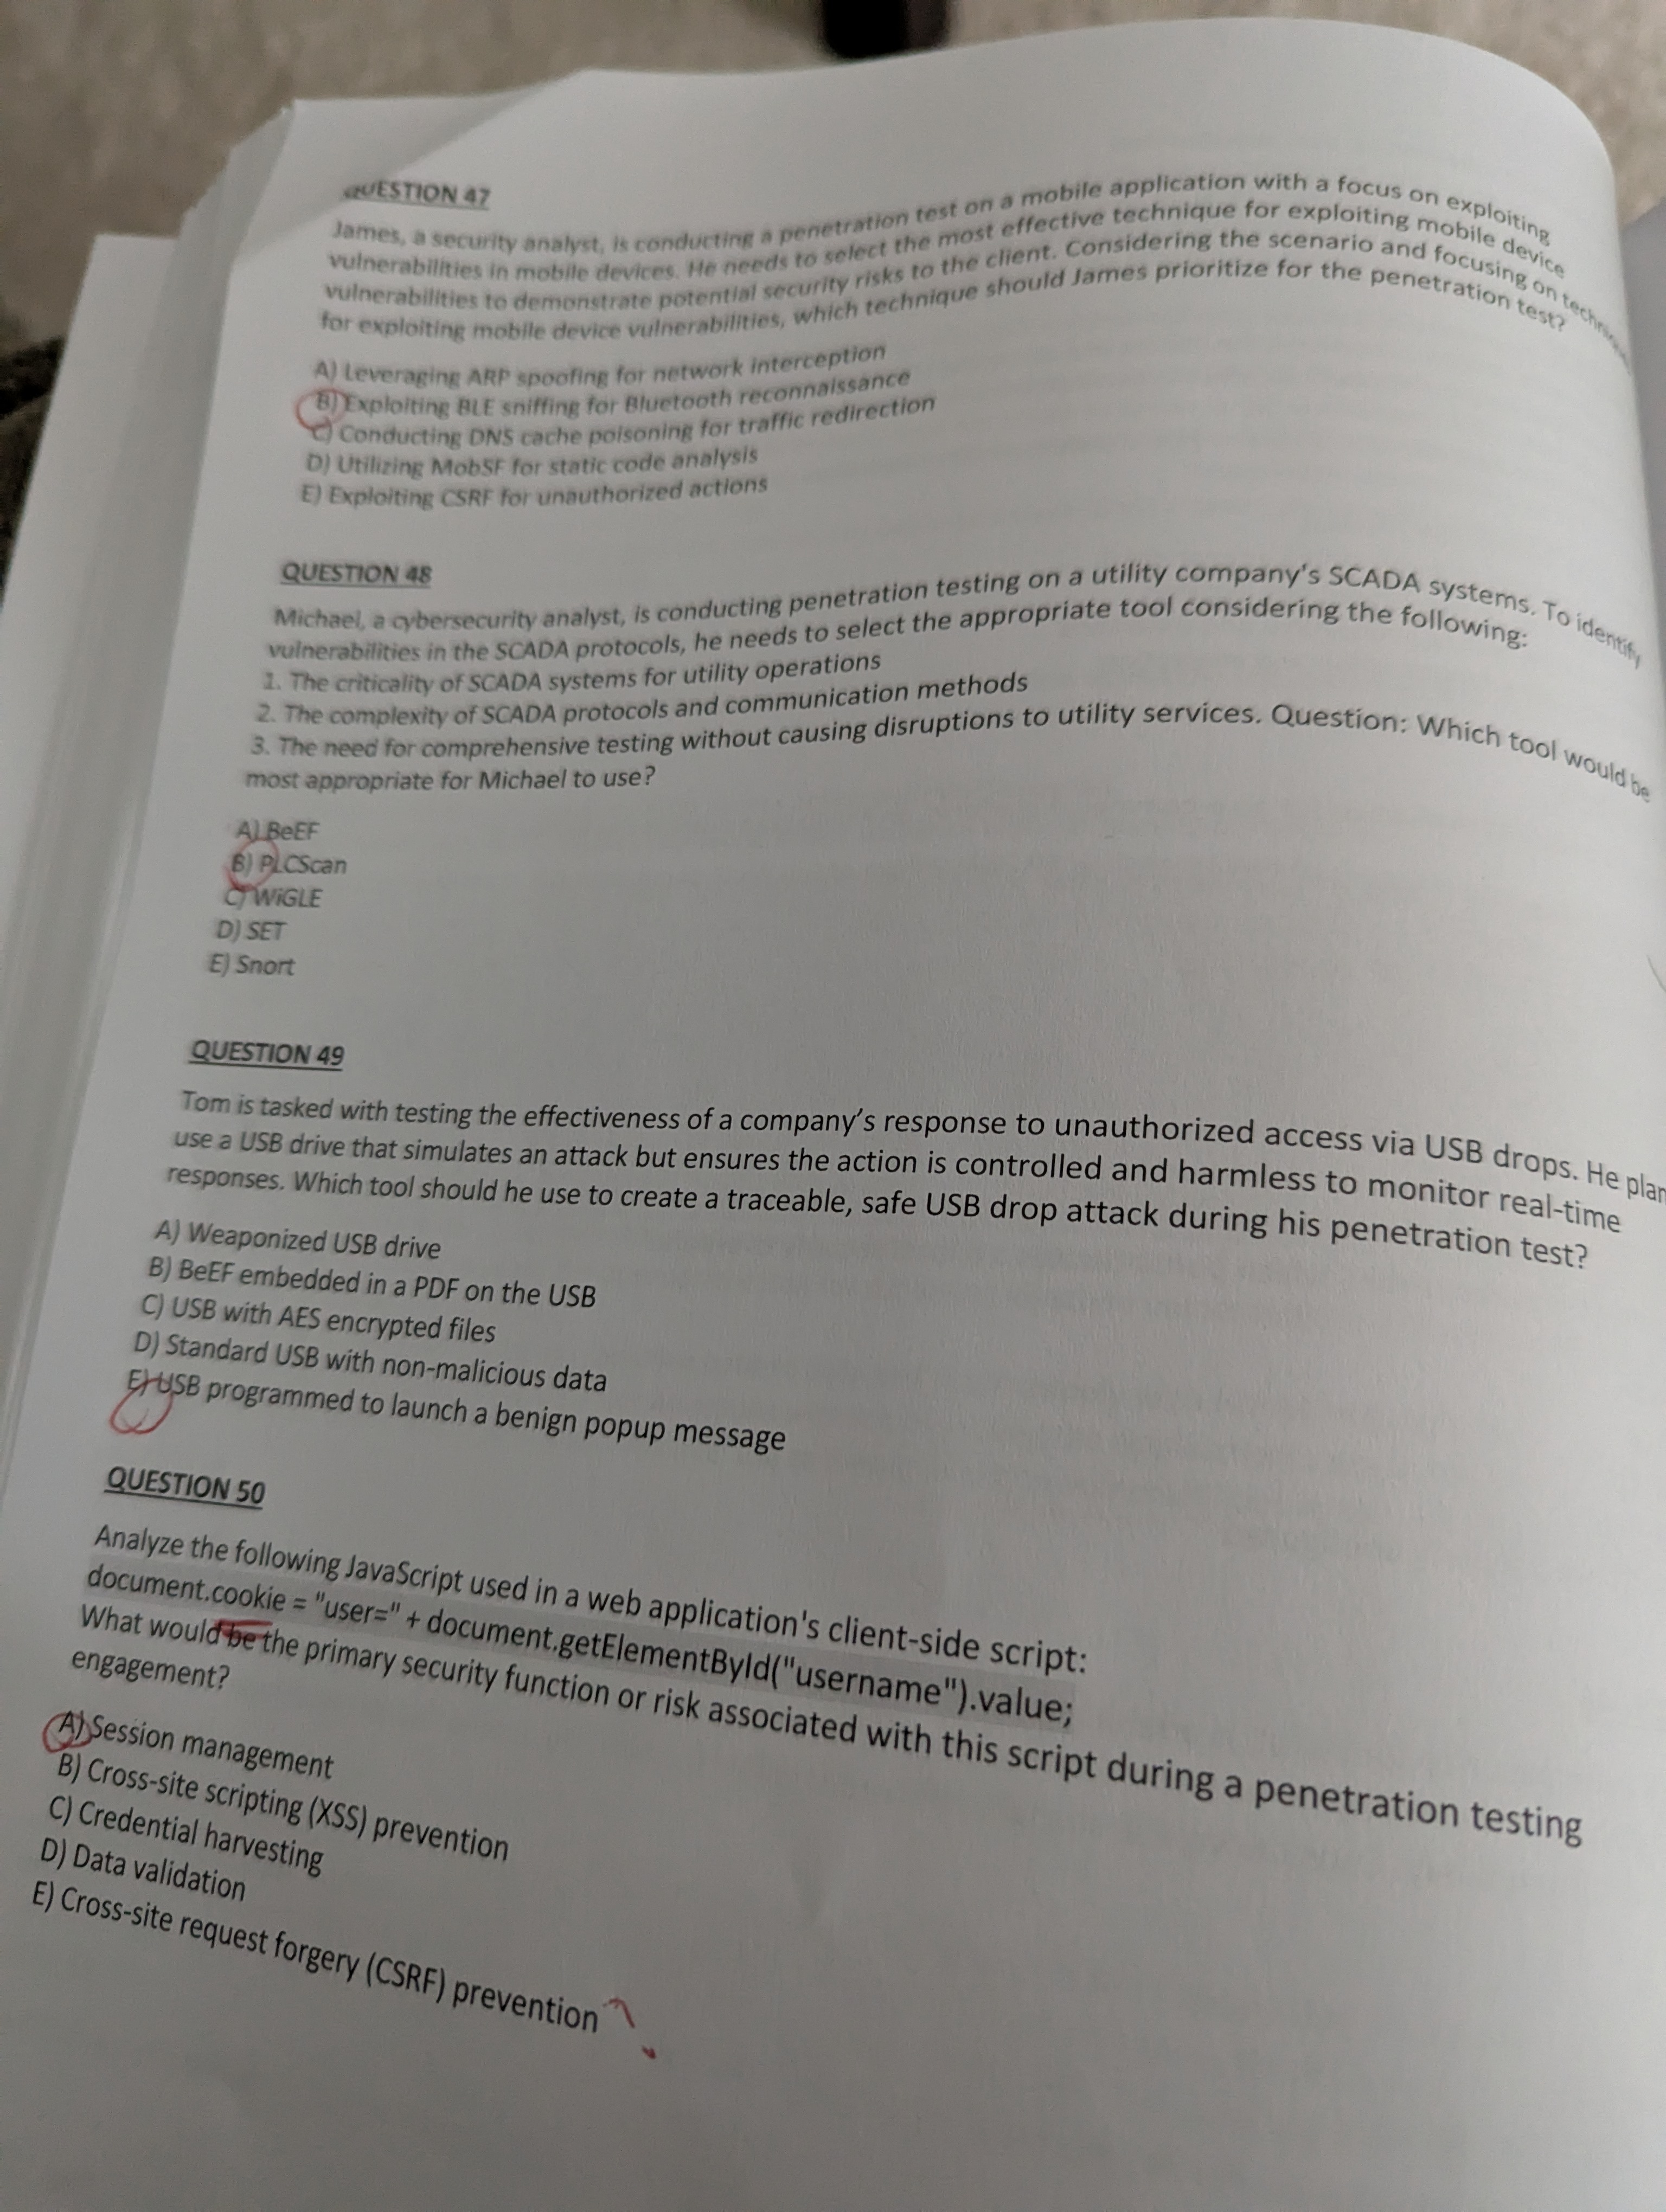 QUESTION 47
James, a security analyst, is conducting a penetration test on a mobile application with a focus on exploiting
vulnerabilities in mobile devices. He needs to select the most effective technique for exploiting mobile device
vulnerabilities to demonstrate potential security risks to the client. Considering the scenario and focusing on
for exploiting mobile device vulnerabilities, which technique should James prioritize for the penetration test?
A) Leveraging ARP spoofing for network interception
B) Exploiting BLE sniffing for Bluetooth reconnaissance
C) Conducting DNS cache poisoning for traffic redirection
D) Utilizing MobSF for static code analysis
E) Exploiting CSRF for unauthorized actions
QUESTION 48
Michael, a cybersecurity analyst, is conducting penetration testing on a utility company's SCADA systems. To identify
vulnerabilities in the SCADA protocols, he needs to select the appropriate tool considering the following:
1. The criticality of SCADA systems for utility operations
2. The complexity of SCADA protocols and communication methods
3. The need for comprehensive testing without causing disruptions to utility services. Question: Which tool would be
most appropriate for Michael to use?
A) BeEF
B) PLCScan
C) WiGLE
D) SET
E) Snort
QUESTION 49
Tom is tasked with testing the effectiveness of a company's response to unauthorized access via USB drops. He plan
use a USB drive that simulates an attack but ensures the action is controlled and harmless to monitor real-time
responses. Which tool should he use to create a traceable, safe USB drop attack during his penetration test?
A) Weaponized USB drive
B) BeEF embedded in a PDF on the USB
C) USB with AES encrypted files
D) Standard USB with non-malicious data
E) USB programmed to launch a benign popup message
QUESTION 50
Analyze the following JavaScript used in a web application's client-side script:
document.cookie = "user=" + document.getElementById("username").value;
What would be the primary security function or risk associated with this script during a penetration testing
engagement?
A) Session management
B) Cross-site scripting (XSS) prevention
C) Credential harvesting
D) Data validation
E) Cross-site request forgery (CSRF) prevention